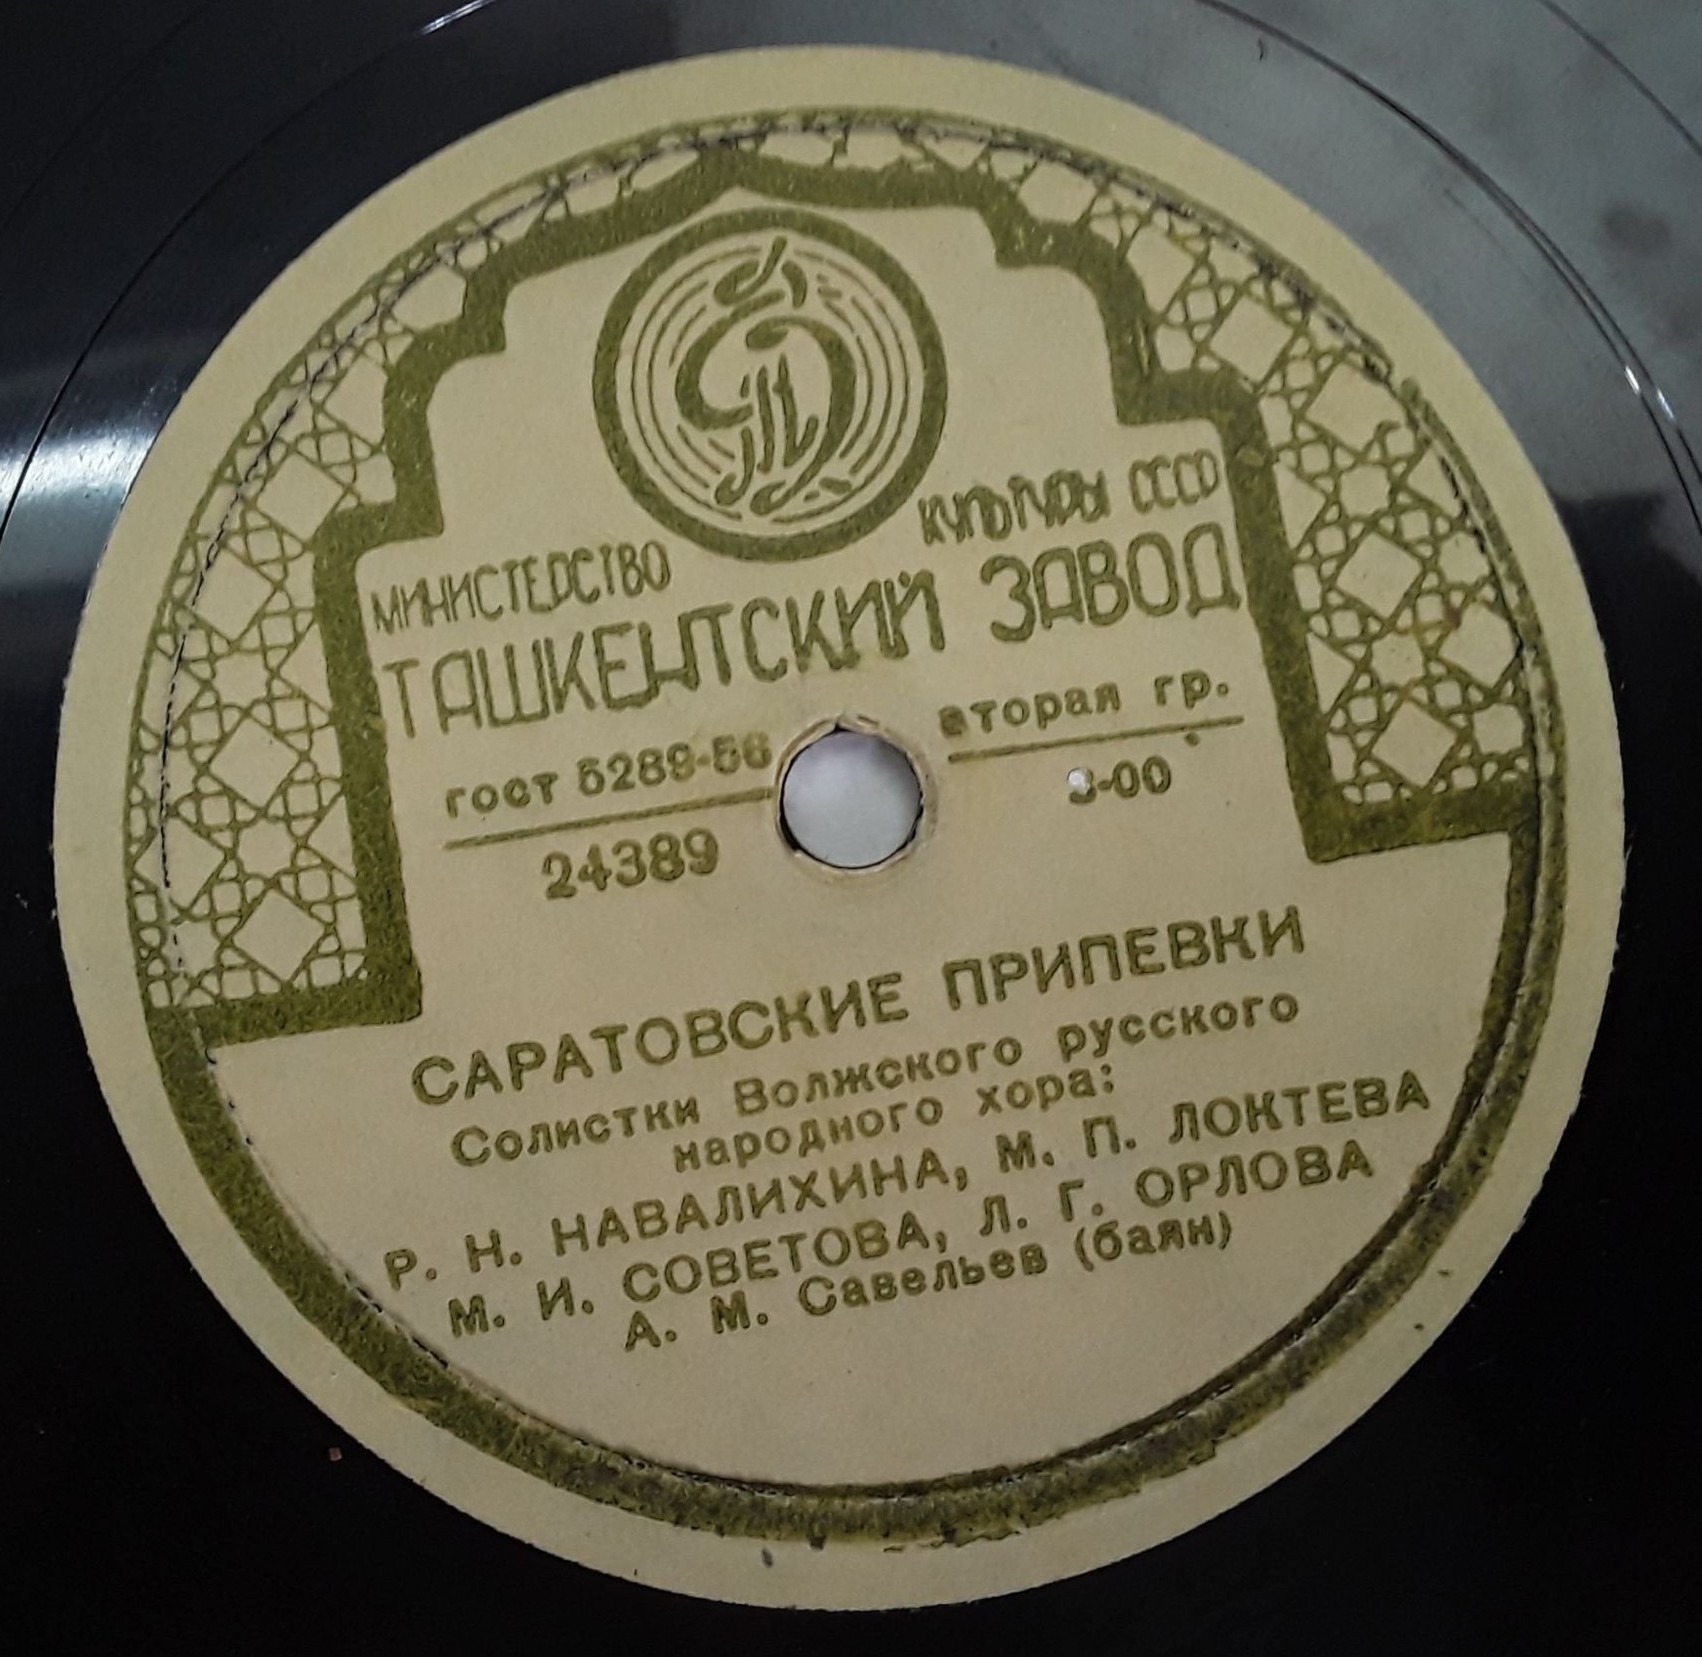 МИНИСТЕРСТВО КУЛЬТУРЫ СССР
ТАШКЕНТСКИЙ ЗАВОД
гост 5289-56 вторая гр.
24389 3-00
САРАТОВСКИЕ ПРИПЕВКИ
Солистки Волжского русского
народного хора:
Р. Н. НАВАЛИХИНА, М. П. ЛОКТЕВА
М. И. СОВЕТОВА, Л. Г. ОРЛОВА
А. М. Савельев (баян)